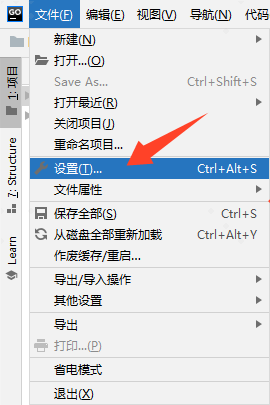 GO 文件(F) 编辑(E) 视图(V) 导航(N) 代码
新建(N)
打开...(O)
Save As... Ctrl+Shift+S
打开最近(R)
关闭项目(J)
重命名项目...
设置(T)... Ctrl+Alt+S
文件属性
保存全部(S) Ctrl+S
从磁盘全部重新加载 Ctrl+Alt+Y
作废缓存/重启...
导出/导入操作
其他设置
导出
打印...(P)
省电模式
退出(X)
1: 项目
7: Structure
Learn